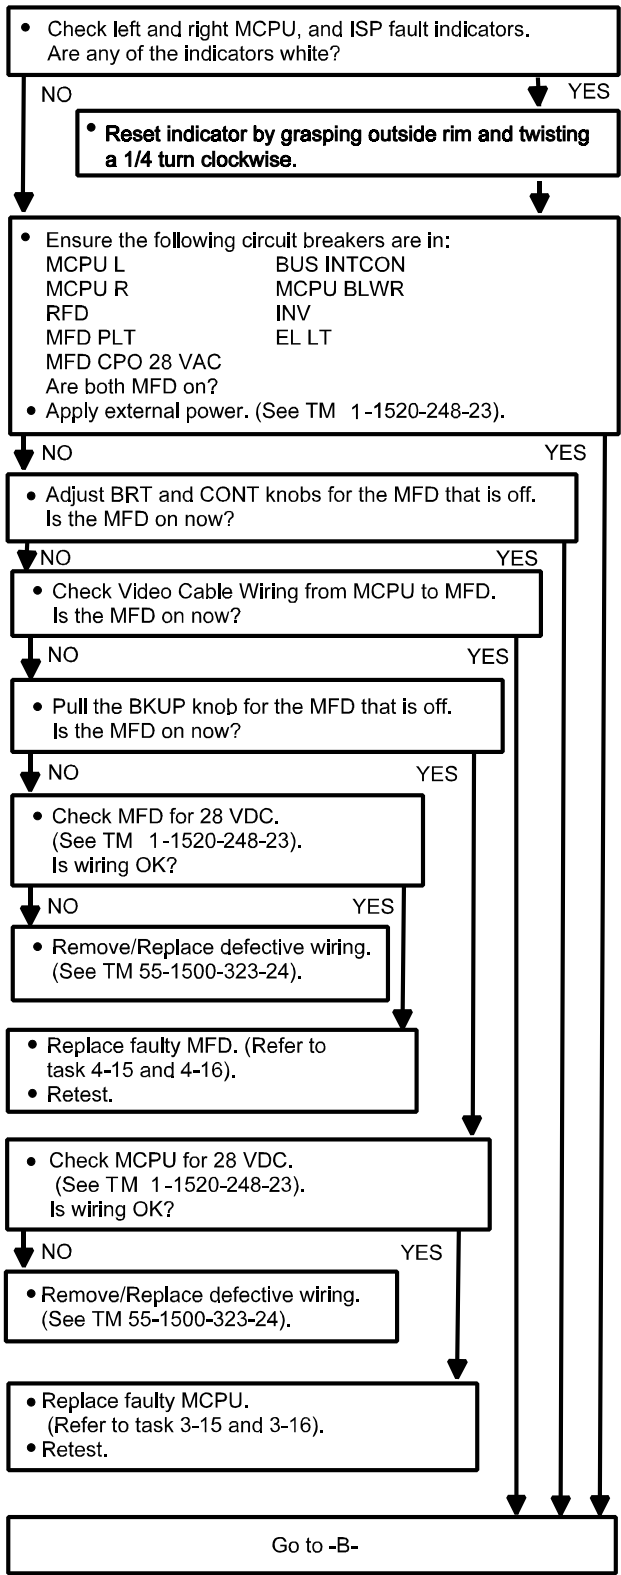 • Check left and right MCPU, and ISP fault indicators.
Are any of the indicators white?
NO
YES
• Reset indicator by grasping outside rim and twisting
a 1/4 turn clockwise.
• Ensure the following circuit breakers are in:
MCPU L BUS INTCON
MCPU R MCPU BLWR
RFD INV
MFD PLT EL LT
MFD CPO 28 VAC
Are both MFD on?
• Apply external power. (See TM 1-1520-248-23).
NO
YES
• Adjust BRT and CONT knobs for the MFD that is off.
Is the MFD on now?
NO
YES
• Check Video Cable Wiring from MCPU to MFD.
Is the MFD on now?
NO
YES
• Pull the BKUP knob for the MFD that is off.
Is the MFD on now?
NO
YES
• Check MFD for 28 VDC.
(See TM 1-1520-248-23).
Is wiring OK?
NO
YES
• Remove/Replace defective wiring.
(See TM 55-1500-323-24).
• Replace faulty MFD. (Refer to
task 4-15 and 4-16).
• Retest.
• Check MCPU for 28 VDC.
(See TM 1-1520-248-23).
Is wiring OK?
NO
YES
• Remove/Replace defective wiring.
(See TM 55-1500-323-24).
• Replace faulty MCPU.
(Refer to task 3-15 and 3-16).
• Retest.
Go to -B-